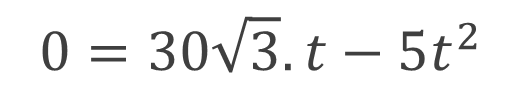 0 = 30√3. t − 5t²